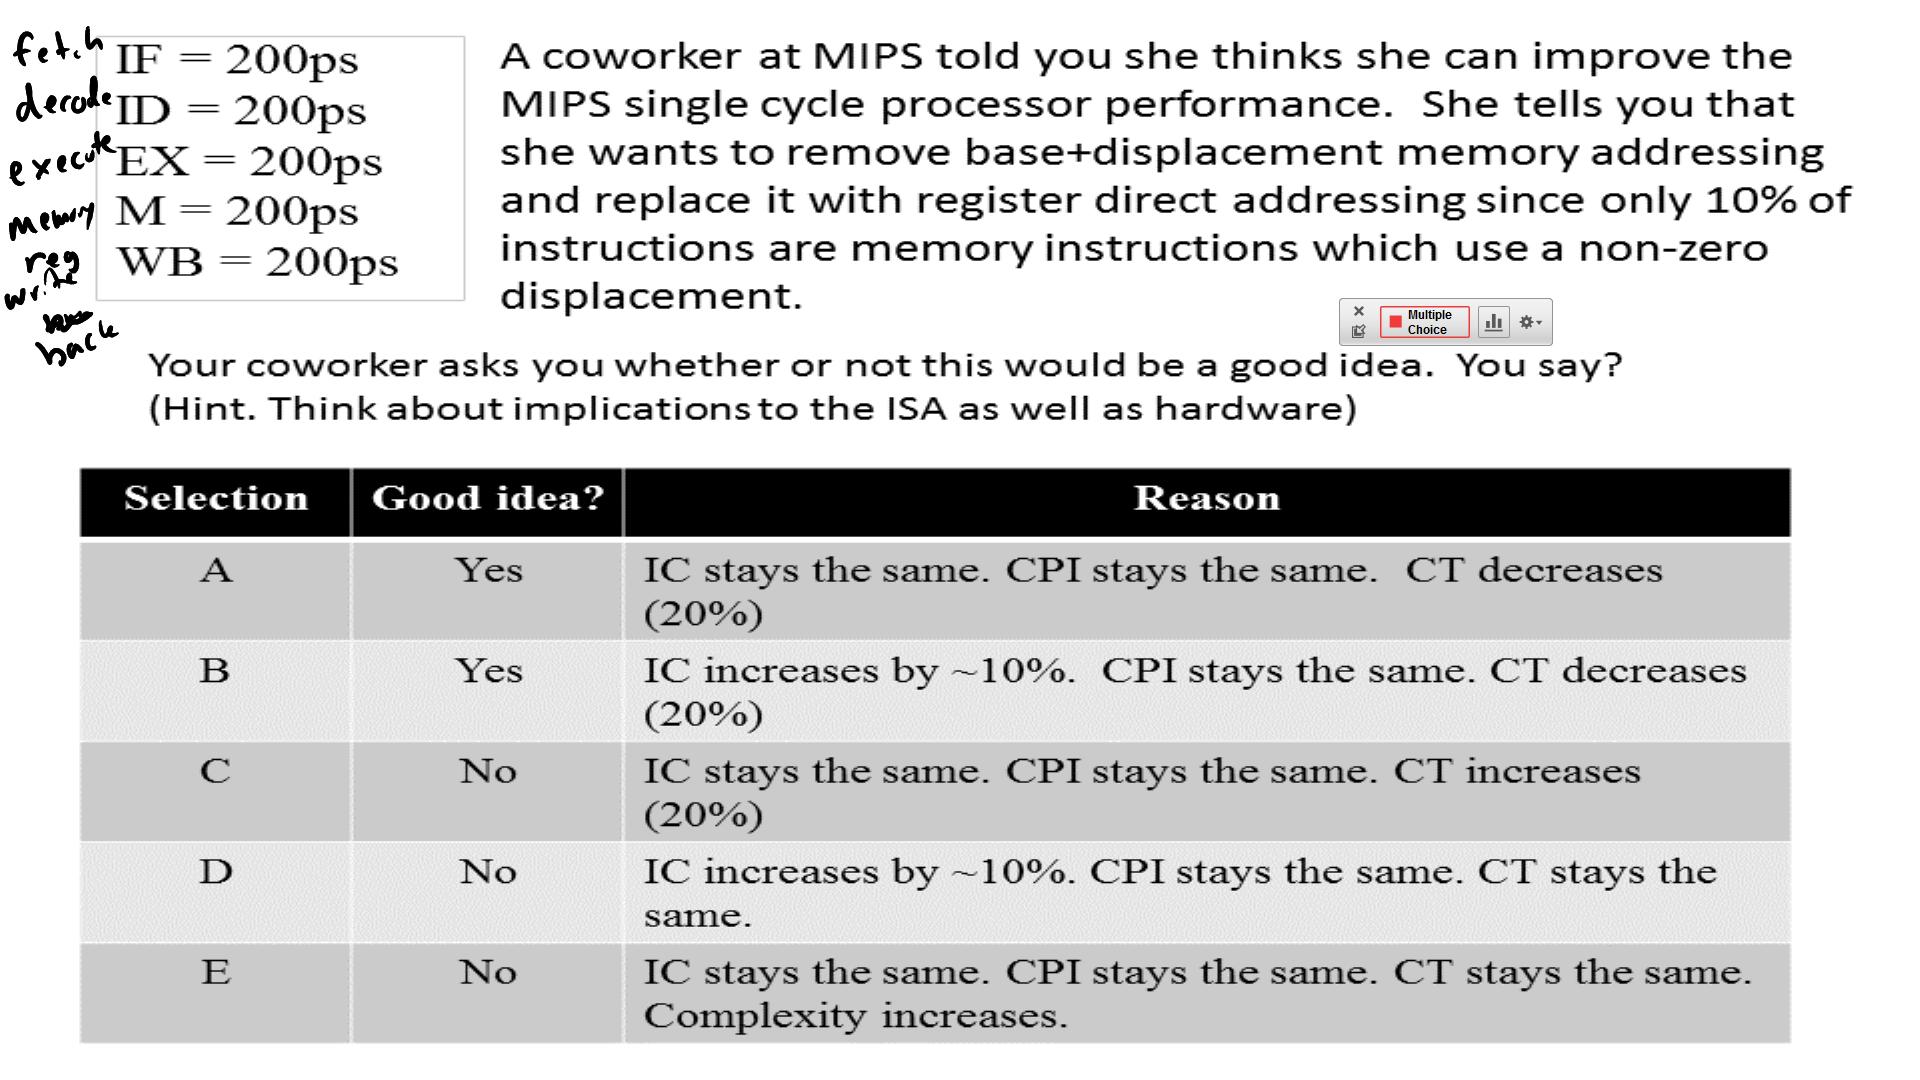 fetch
decode
execute
memory
reg
write
back
IF = 200ps
ID = 200ps
EX = 200ps
M = 200ps
WB = 200ps
A coworker at MIPS told you she thinks she can improve the
MIPS single cycle processor performance. She tells you that
she wants to remove base+displacement memory addressing
and replace it with register direct addressing since only 10% of
instructions are memory instructions which use a non-zero
displacement.
Multiple
Choice
Your coworker asks you whether or not this would be a good idea. You say?
(Hint. Think about implications to the ISA as well as hardware)
Selection Good idea? Reason
A Yes IC stays the same. CPI stays the same. CT decreases
(20%)
B Yes IC increases by ~10%. CPI stays the same. CT decreases
(20%)
C No IC stays the same. CPI stays the same. CT increases
(20%)
D No IC increases by ~10%. CPI stays the same. CT stays the
same.
E No IC stays the same. CPI stays the same. CT stays the same.
Complexity increases.